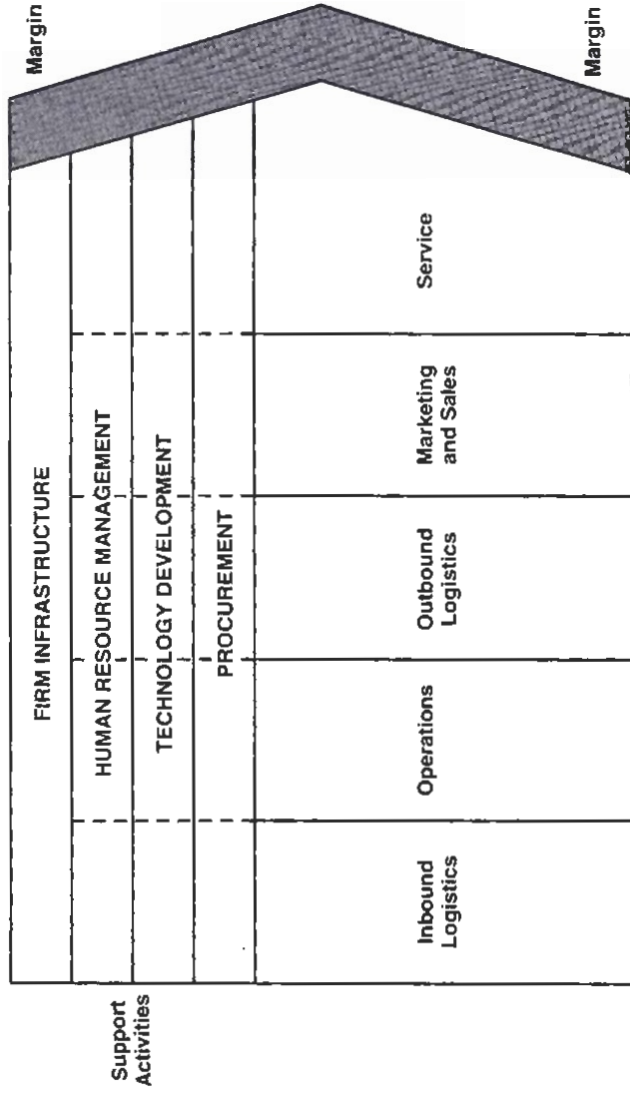 FIRM INFRASTRUCTURE
HUMAN RESOURCE MANAGEMENT
TECHNOLOGY DEVELOPMENT
PROCUREMENT
Support
Activities
Inbound
Logistics
Operations
Outbound
Logistics
Marketing
and Sales
Service
Margin
Margin